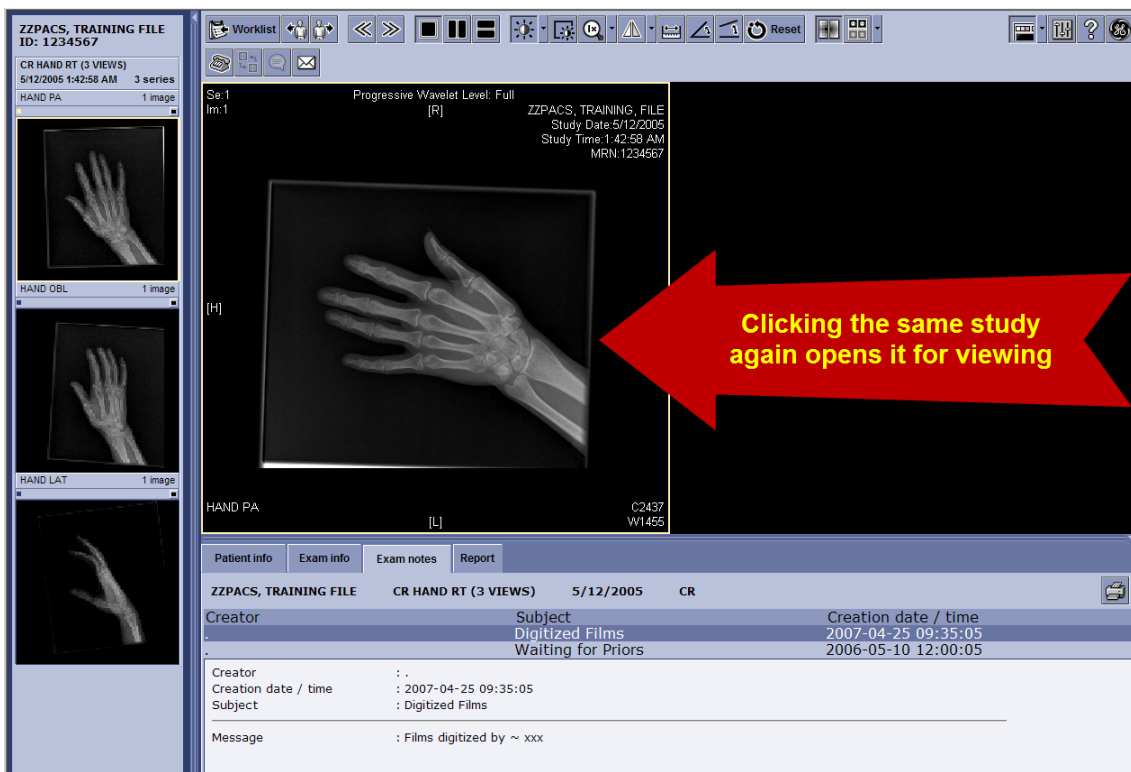 ZZPACS, TRAINING FILE
ID: 1234567
CR HAND RT (3 VIEWS)
5/12/2005 1:42:58 AM 3 series
HAND PA 1 image
HAND OBL 1 image
HAND LAT 1 image
Worklist
1x
Reset
Se:1 Progressive Wavelet Level: Full
Im:1 [R] ZZPACS, TRAINING, FILE
Study Date:5/12/2005
Study Time:1:42:58 AM
MRN:1234567
[H]
Clicking the same study
again opens it for viewing
HAND PA C2437
[L] W1455
Patient info Exam info Exam notes Report
ZZPACS, TRAINING FILE CR HAND RT (3 VIEWS) 5/12/2005 CR
Creator Subject Creation date / time
. Digitized Films 2007-04-25 09:35:05
. Waiting for Priors 2006-05-10 12:00:05
Creator : .
Creation date / time : 2007-04-25 09:35:05
Subject : Digitized Films
Message : Films digitized by ~ xxx